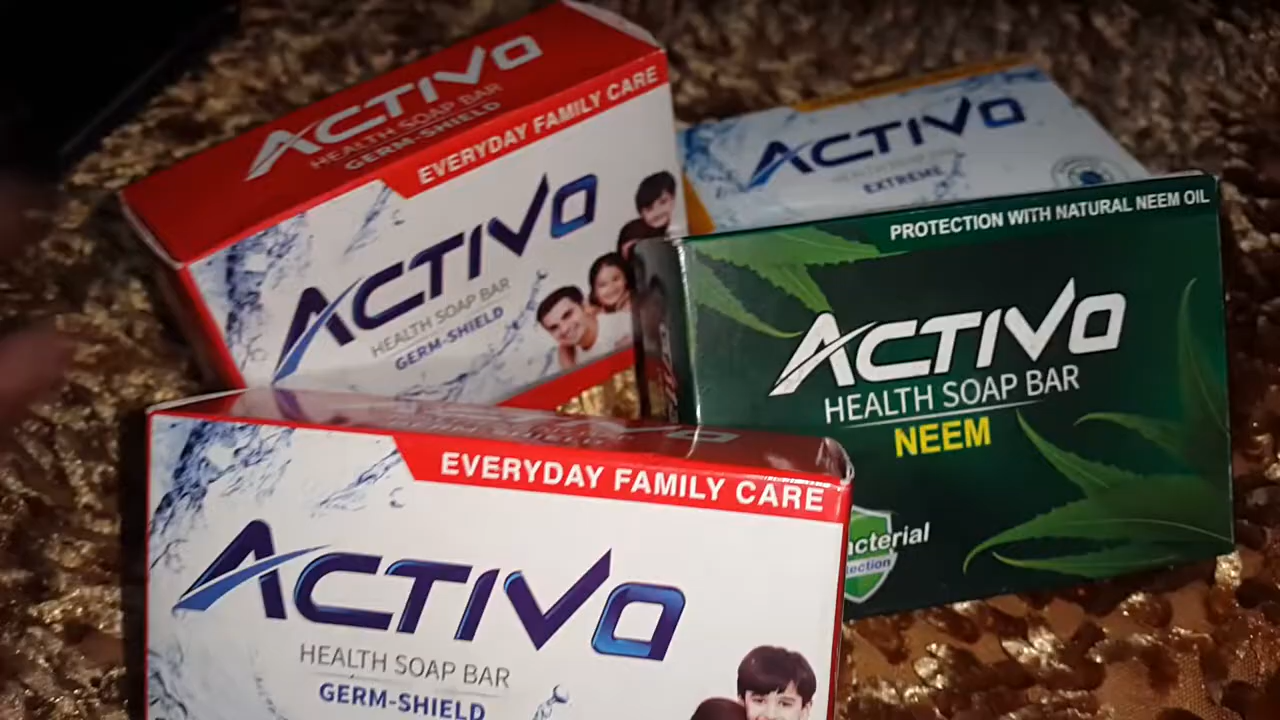 ACTIVO
HEALTH SOAP BAR
GERM-SHIELD
EVERYDAY FAMILY CARE
ACTIVO
HEALTH SOAP BAR
GERM-SHIELD
ACTIVO
EXTREME
PROTECTION WITH NATURAL NEEM OIL
ACTIVO
HEALTH SOAP BAR
NEEM
EVERYDAY FAMILY CARE
ACTIVO
HEALTH SOAP BAR
GERM-SHIELD